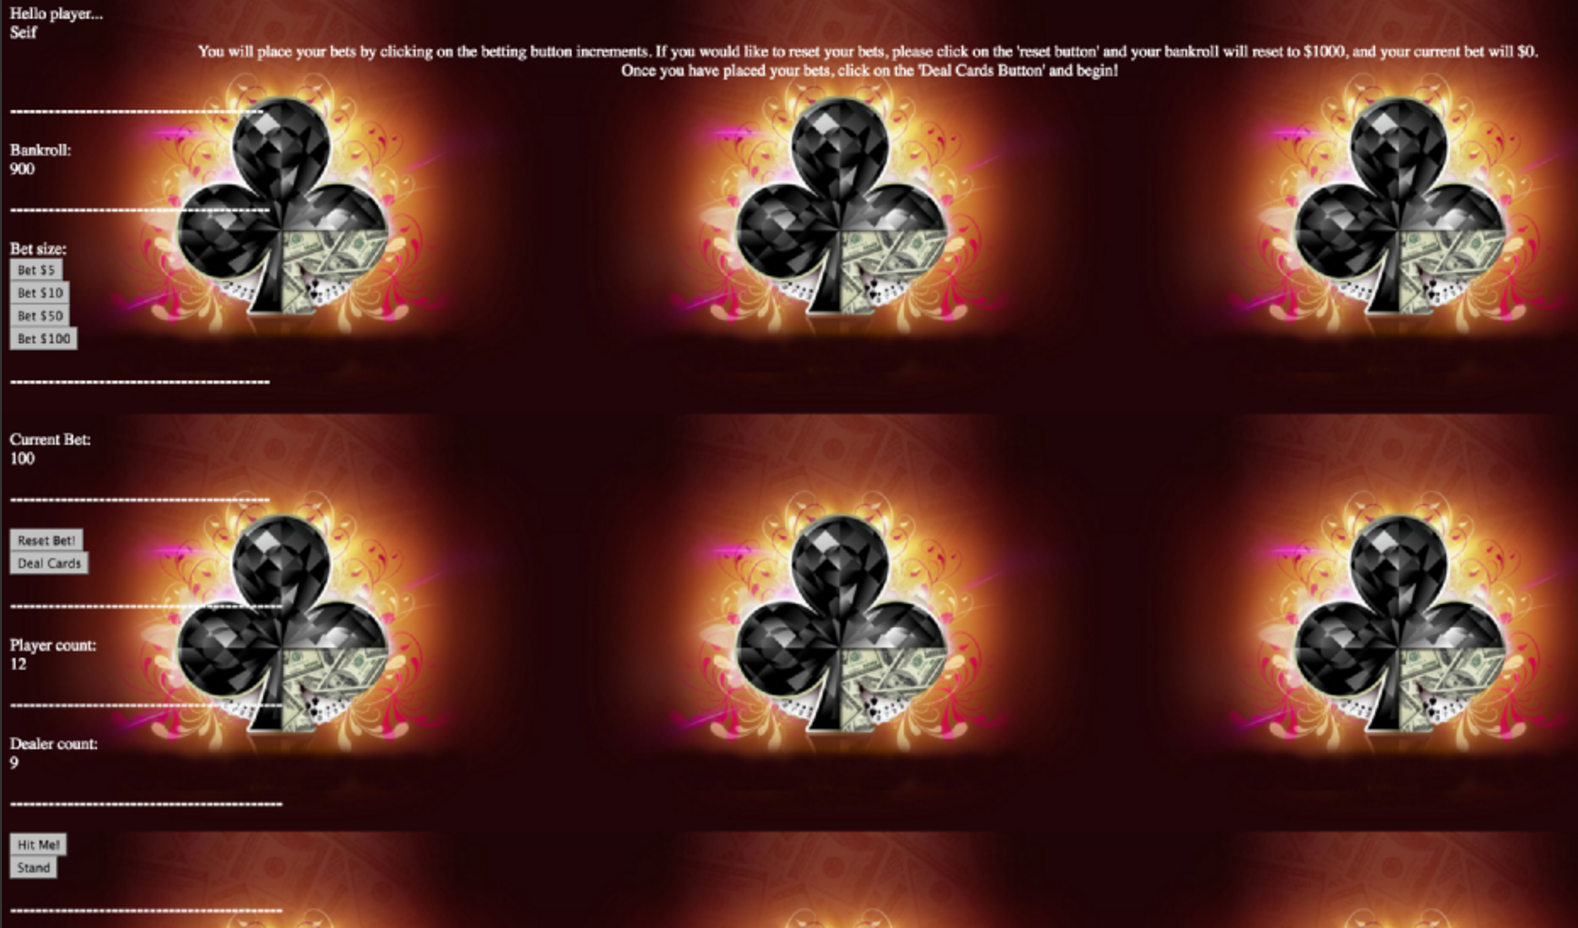 Hello player...
Seif
You will place your bets by clicking on the betting button increments. If you would like to reset your bets, please click on the 'reset button' and your bankroll will reset to $1000, and your current bet will $0.
Once you have placed your bets, click on the 'Deal Cards Button' and begin!
Bankroll:
900
Bet size:
Bet $5
Bet $10
Bet $50
Bet $100
Current Bet:
100
Reset Bet!
Deal Cards
Player count:
12
Dealer count:
9
Hit Me!
Stand